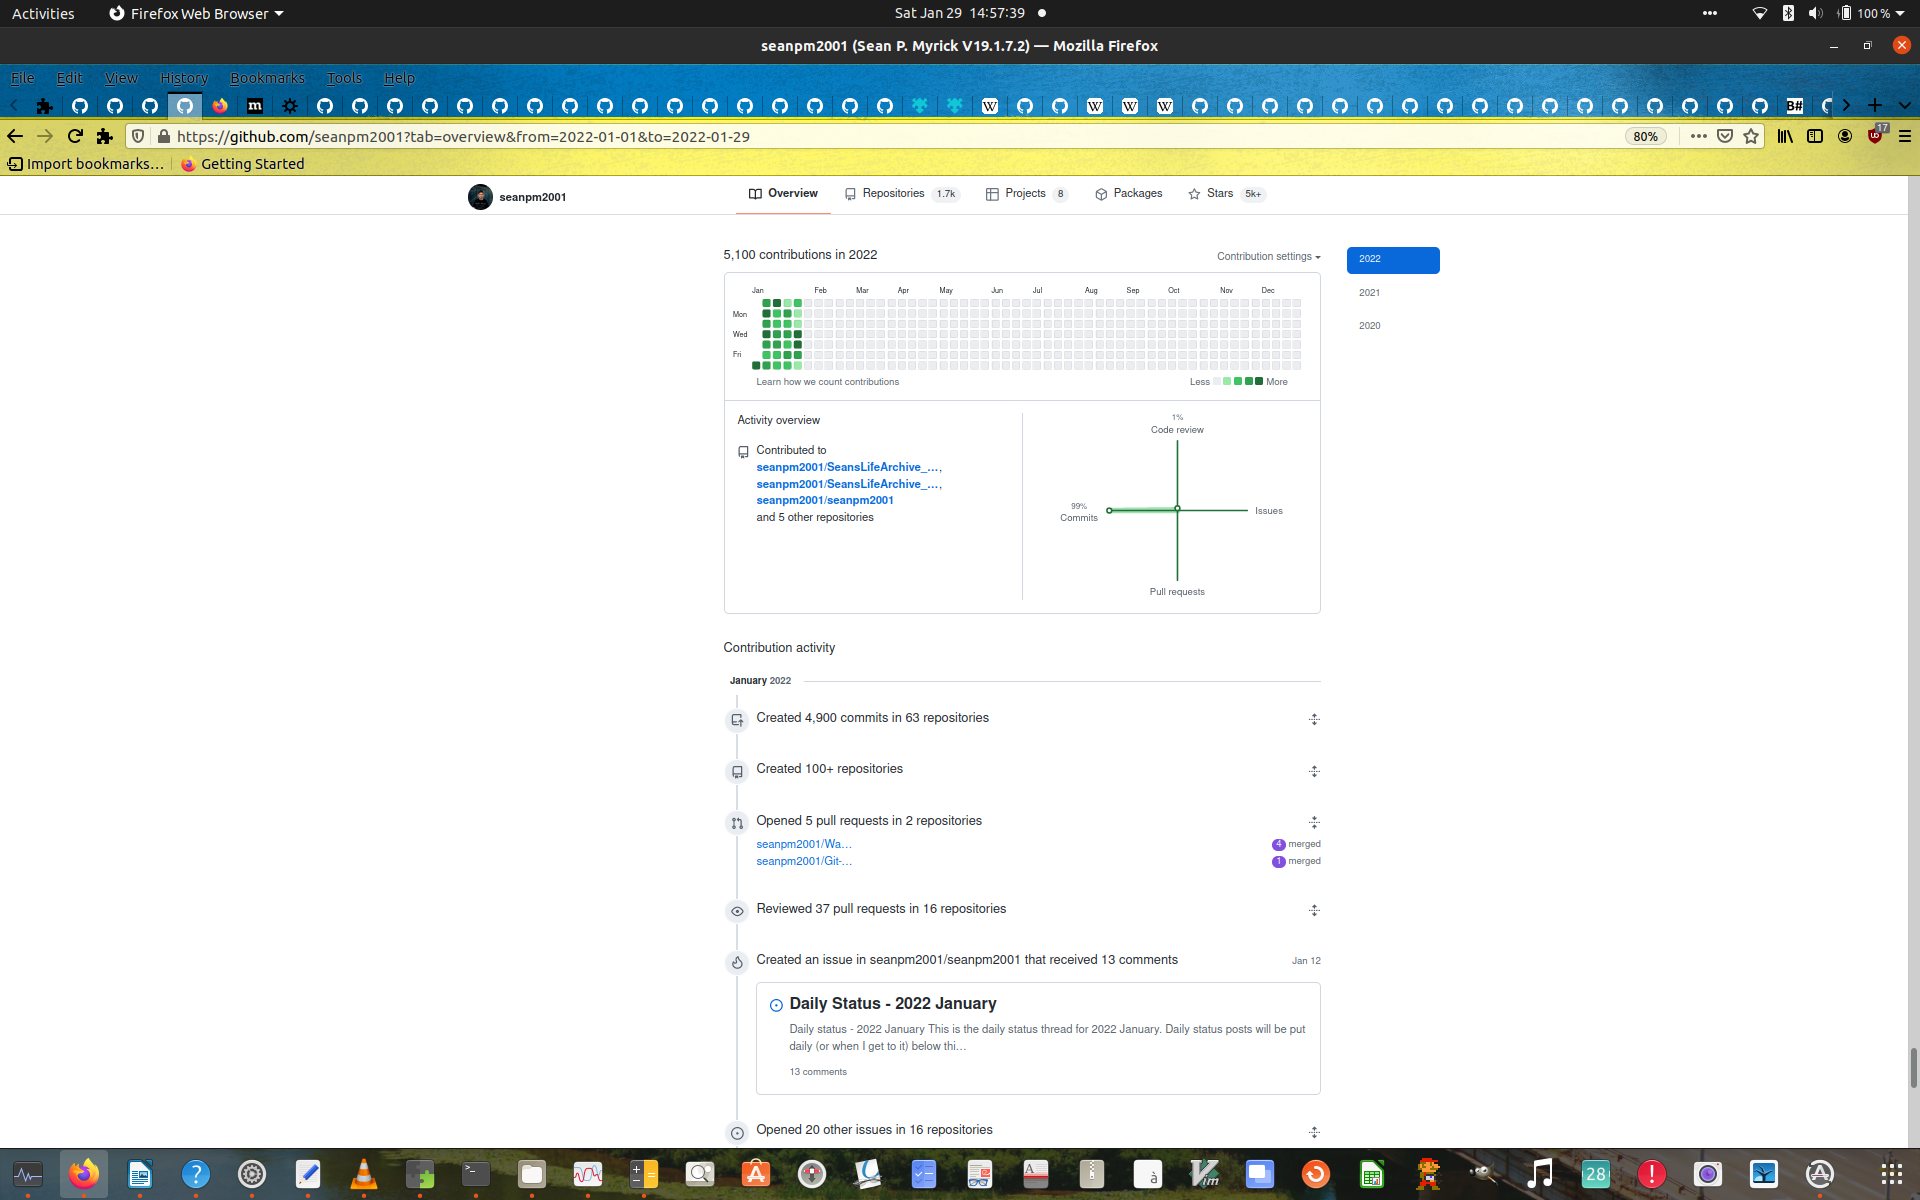 Activities
Firefox Web Browser
Sat Jan 29 14:57:39
100 %
seanpm2001 (Sean P. Myrick V19.1.7.2) — Mozilla Firefox
File Edit View History Bookmarks Tools Help
m
W
W
W
W
B#
https://github.com/seanpm2001?tab=overview&from=2022-01-01&to=2022-01-29
80%
17
Import bookmarks…
Getting Started
seanpm2001
Overview
Repositories 1.7k
Projects 8
Packages
Stars 5k+
5,100 contributions in 2022
Contribution settings
2022
2021
2020
Jan Feb Mar Apr May Jun Jul Aug Sep Oct Nov Dec
Mon
Wed
Fri
Learn how we count contributions
Less
More
Activity overview
Contributed to
seanpm2001/SeansLifeArchive_…,
seanpm2001/SeansLifeArchive_…,
seanpm2001/seanpm2001
and 5 other repositories
1%
Code review
99%
Commits
Issues
Pull requests
Contribution activity
January 2022
Created 4,900 commits in 63 repositories
Created 100+ repositories
Opened 5 pull requests in 2 repositories
seanpm2001/Wa…
4 merged
seanpm2001/Git-…
1 merged
Reviewed 37 pull requests in 16 repositories
Created an issue in seanpm2001/seanpm2001 that received 13 comments
Jan 12
Daily Status - 2022 January
Daily status - 2022 January This is the daily status thread for 2022 January. Daily status posts will be put
daily (or when I get to it) below thi…
13 comments
Opened 20 other issues in 16 repositories
28